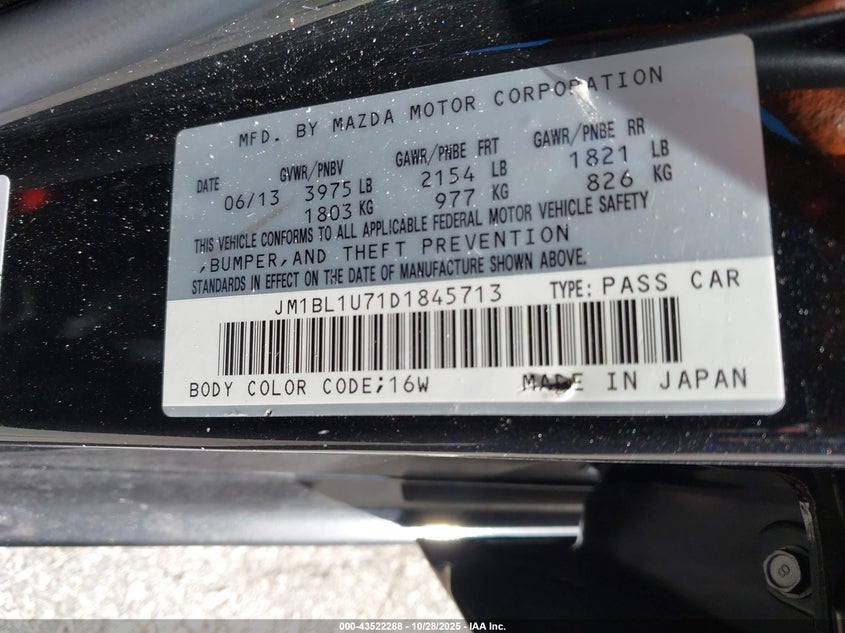 MFD. BY MAZDA MOTOR CORPORATION
DATE GVWR/PNBV GAWR/PNBE FRT GAWR/PNBE RR
06/13 3975 LB 2154 LB 1821 LB
1803 KG 977 KG 826 KG
THIS VEHICLE CONFORMS TO ALL APPLICABLE FEDERAL MOTOR VEHICLE SAFETY
,BUMPER,AND THEFT PREVENTION
STANDARDS IN EFFECT ON THE DATE OF MANUFACTURE SHOWN ABOVE.
JM1BL1U71D1845713 TYPE: PASS CAR
BODY COLOR CODE;16W MADE IN JAPAN
000-43522288 - 10/28/2025 - IAA Inc.